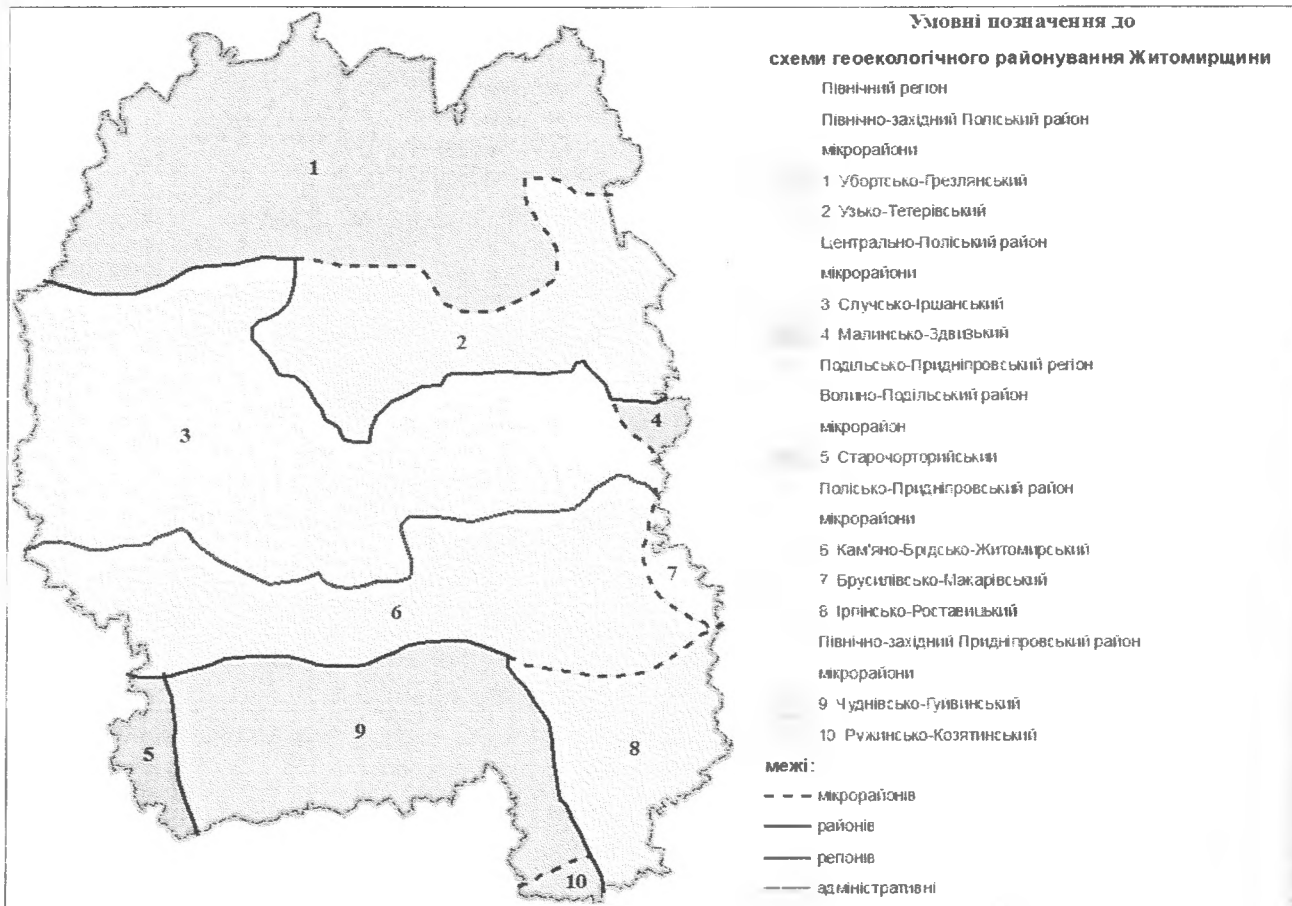 Умовні позначення до
схеми геоекологічного районування Житомирщини
Північний регіон
Північно-західний Поліський район
мікрорайони
1 Убортсько-Грезлянський
2 Узько-Тетерівський
Центрально-Поліський район
мікрорайони
3 Случсько-Іршанський
4 Малинсько-Здвизький
Подільсько-Придніпровський регіон
Волино-Подільський район
мікрорайон
5 Старочорторийський
Полісько-Придніпровський район
мікрорайони
6 Кам'яно-Брідсько-Житомирський
7 Брусилівсько-Макарівський
8 Ірпінсько-Роставицький
Північно-західний Придніпровський район
мікрорайони
9 Чуднівсько-Гуйвинський
10 Ружинсько-Козятинський
межі:
мікрорайонів
районів
регіонів
адміністративні
1
2
3
4
5
6
7
8
9
10